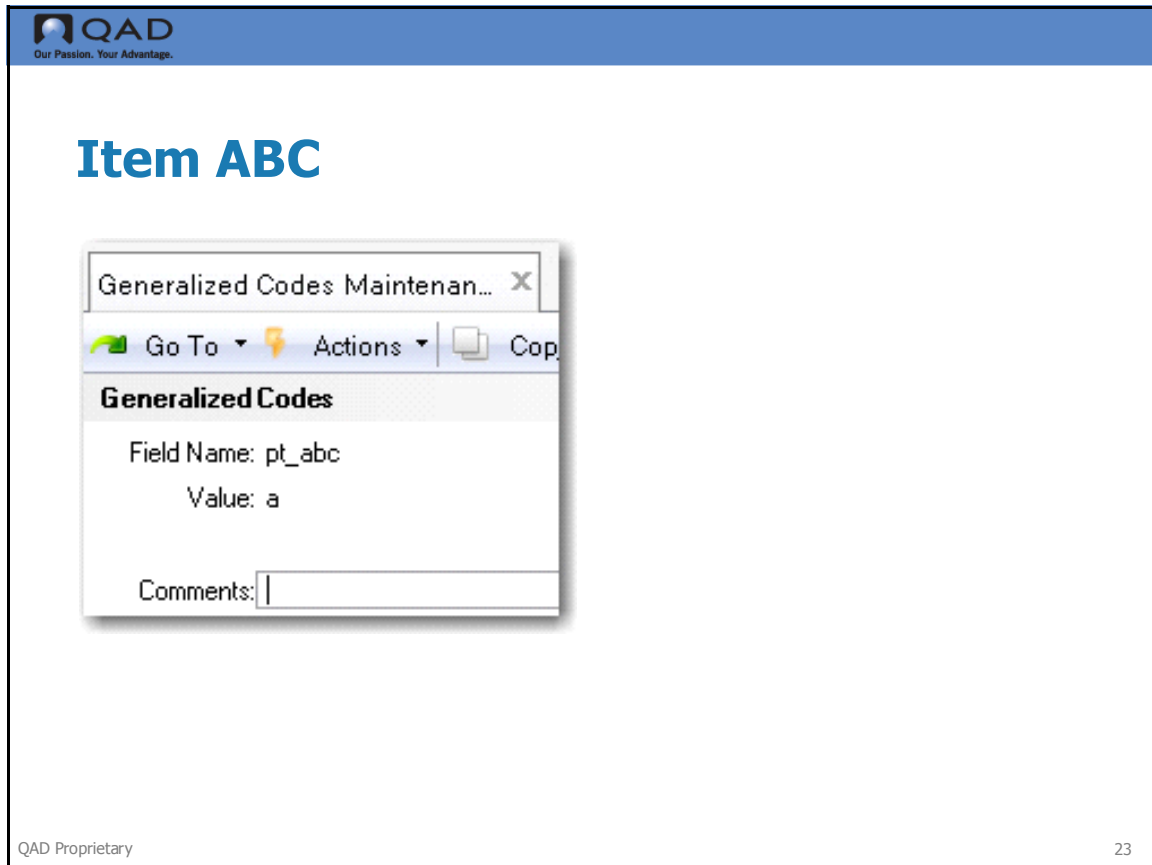 QAD
Our Passion. Your Advantage.
Item ABC
Generalized Codes Maintenan...
Go To Actions Cop
Generalized Codes
Field Name: pt_abc
Value: a
Comments:
QAD Proprietary 23